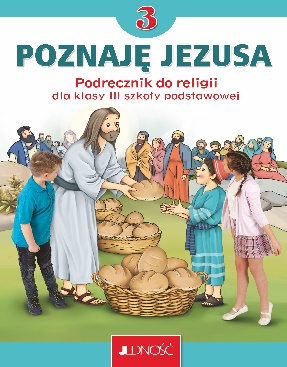 3
POZNAJĘ JEZUSA
Podręcznik do religii
dla klasy III szkoły podstawowej
JEDNOŚĆ